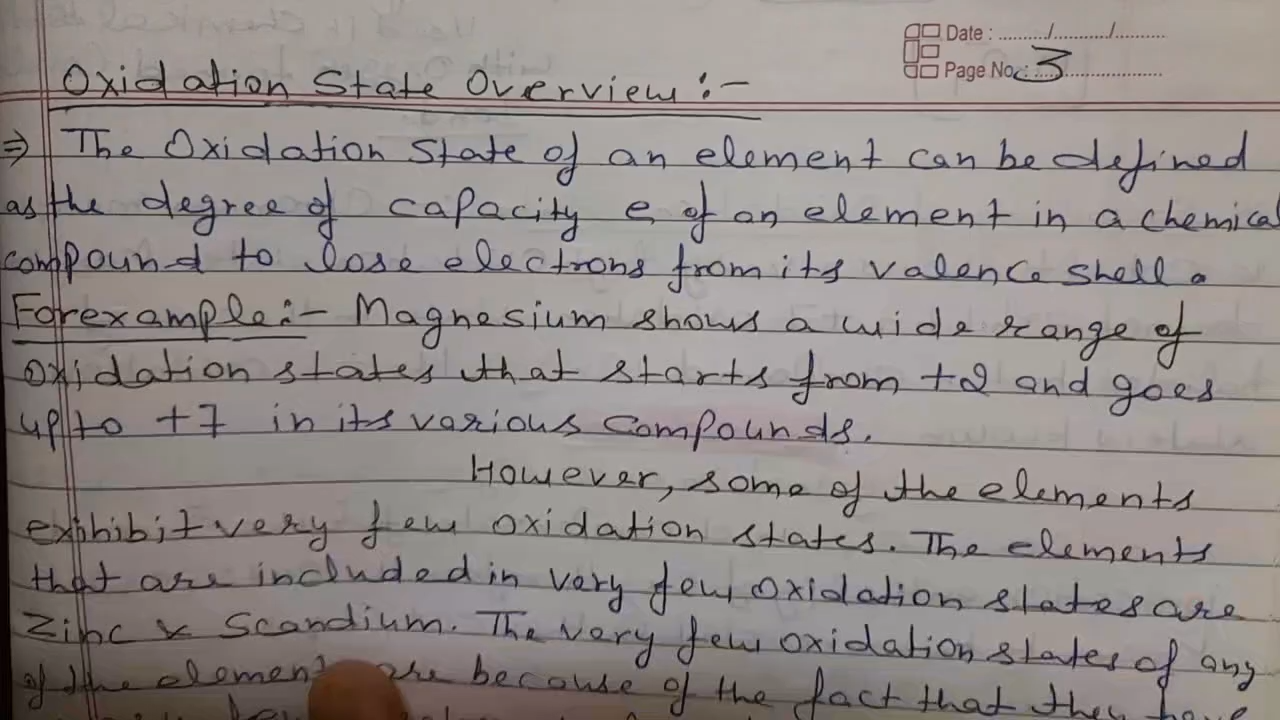 Date : ........../........../..........
Page No.: 3
Oxidation State Overview :-
⇒ The Oxidation State of an element can be defined
as the degree of capacity e of an element in a chemical
compound to lose electrons from its valence shell.
For example :- Magnesium shows a wide range of
oxidation states that starts from +2 and goes
up to +7 in its various compounds.
However, some of the elements
exhibit very few oxidation states. The elements
that are included in very few oxidation states are
Zinc & Scandium. The very few oxidation states of any
of the element are because of the fact that they have